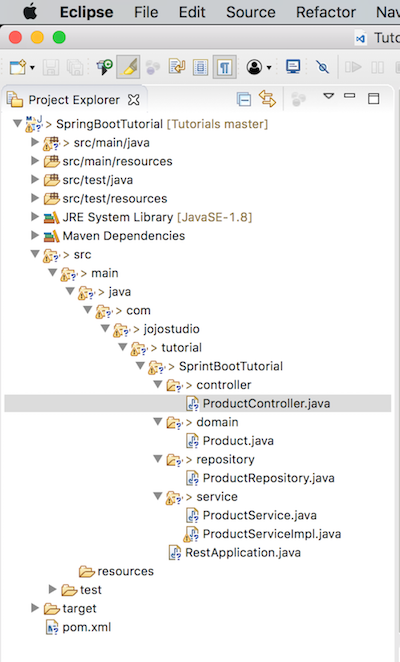 Eclipse File Edit Source Refactor Nav
Tuto
Project Explorer
> SpringBootTutorial [Tutorials master]
> src/main/java
> src/main/resources
src/test/java
> src/test/resources
JRE System Library [JavaSE-1.8]
Maven Dependencies
> src
> main
> java
> com
> jojostudio
> tutorial
> SprintBootTutorial
> controller
ProductController.java
> domain
Product.java
> repository
ProductRepository.java
> service
ProductService.java
ProductServiceImpl.java
RestApplication.java
resources
> test
> target
pom.xml